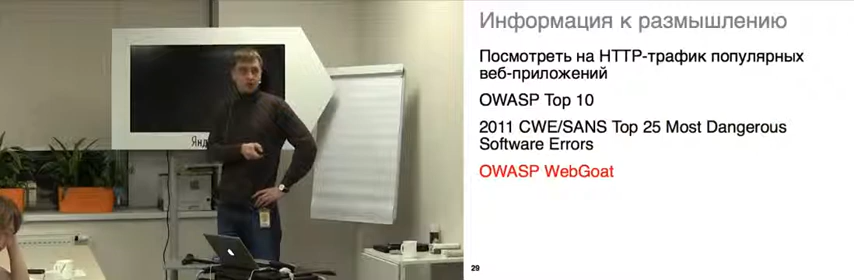 Янд
Информация к размышлению
Посмотреть на HTTP-трафик популярных
веб-приложений
OWASP Top 10
2011 CWE/SANS Top 25 Most Dangerous
Software Errors
OWASP WebGoat
29